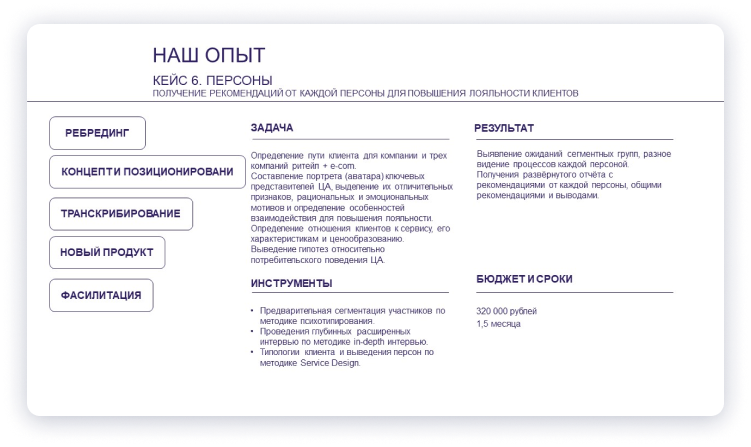 НАШ ОПЫТ
КЕЙС 6. ПЕРСОНЫ
ПОЛУЧЕНИЕ РЕКОМЕНДАЦИЙ ОТ КАЖДОЙ ПЕРСОНЫ ДЛЯ ПОВЫШЕНИЯ ЛОЯЛЬНОСТИ КЛИЕНТОВ
РЕБРЕДИНГ
КОНЦЕПТ И ПОЗИЦИОНИРОВАНИ
ТРАНСКРИБИРОВАНИЕ
НОВЫЙ ПРОДУКТ
ФАСИЛИТАЦИЯ
ЗАДАЧА
Определение пути клиента для компании и трех
компаний ритейл + e-com.
Составление портрета (аватара) ключевых
представителей ЦА, выделение их отличительных
признаков, рациональных и эмоциональных
мотивов и определение особенностей
взаимодействия для повышения лояльности.
Определение отношения клиентов к сервису, его
характеристикам и ценообразованию.
Выведение гипотез относительно
потребительского поведения ЦА.
ИНСТРУМЕНТЫ
• Предварительная сегментация участников по
методике психотипирования.
• Проведения глубинных расширенных
интервью по методике in-depth интервью.
• Типологии клиента и выведения персон по
методике Service Design.
РЕЗУЛЬТАТ
Выявление ожиданий сегментных групп, разное
видение процессов каждой персоной.
Получения развёрнутого отчёта с
рекомендациями от каждой персоны, общими
рекомендациями и выводами.
БЮДЖЕТ И СРОКИ
320 000 рублей
1,5 месяца